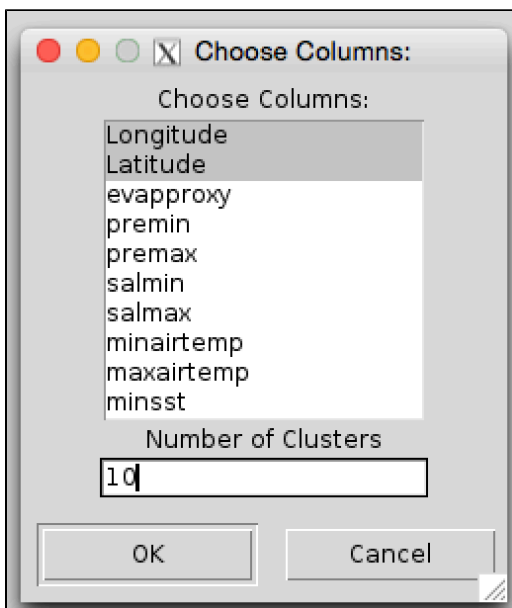 Choose Columns:
Choose Columns:
Longitude
Latitude
evapproxy
premin
premax
salmin
salmax
minairtemp
maxairtemp
minsst
Number of Clusters
10
OK
Cancel